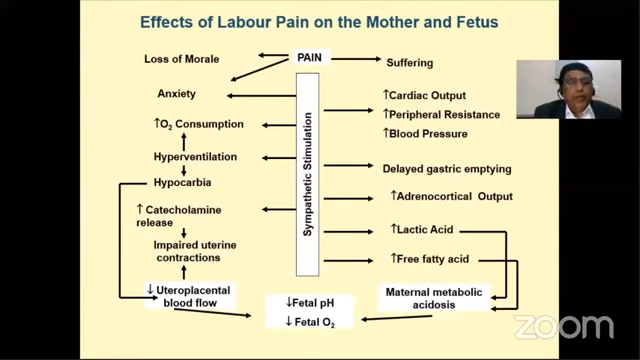 Effects of Labour Pain on the Mother and Fetus
Loss of Morale
PAIN
Suffering
Anxiety
↑O₂ Consumption
Hyperventilation
Hypocarbia
↑ Catecholamine
release
Impaired uterine
contractions
↓ Uteroplacental
blood flow
Sympathetic Stimulation
↑Cardiac Output
↑Peripheral Resistance
↑Blood Pressure
Delayed gastric emptying
↑Adrenocortical Output
↑Lactic Acid
↑Free fatty acid
Maternal metabolic
acidosis
↓Fetal pH
↓ Fetal O₂
zoom